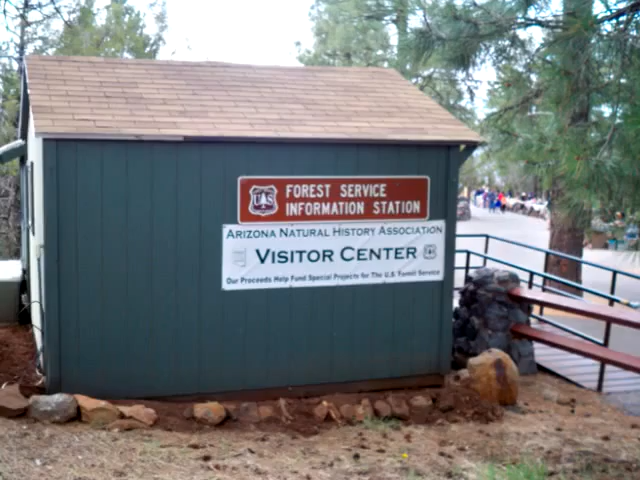 US
FOREST SERVICE
INFORMATION STATION
ARIZONA NATURAL HISTORY ASSOCIATION
VISITOR CENTER
Our Proceeds Help Fund Special Projects for The U.S. Forest Service